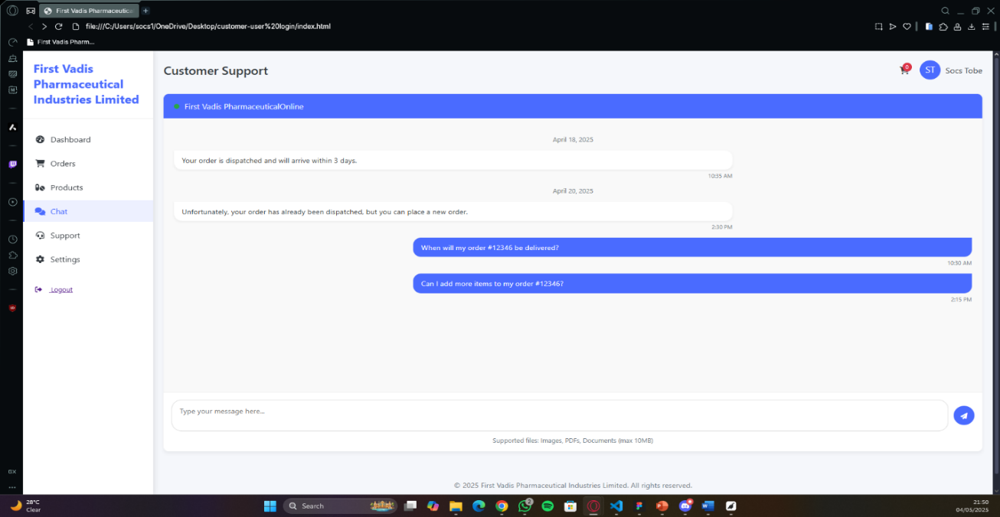 First Vadis Pharmaceutic
file:///C:/Users/socs1/OneDrive/Desktop/customer-user%20login/index.html
First Vadis Pharm...
First Vadis
Pharmaceutical
Industries Limited
Dashboard
Orders
Products
Chat
Support
Settings
Logout
Customer Support
0
ST
Socs Tobe
First Vadis PharmaceuticalOnline
April 18, 2025
Your order is dispatched and will arrive within 3 days.
10:35 AM
April 20, 2025
Unfortunately, your order has already been dispatched, but you can place a new order.
2:30 PM
When will my order #12346 be delivered?
10:30 AM
Can I add more items to my order #12346?
2:15 PM
Type your message here...
Supported files: Images, PDFs, Documents (max 10MB)
© 2025 First Vadis Pharmaceutical Industries Limited. All rights reserved.
28°C
Clear
Search
2
21:50
04/05/2025